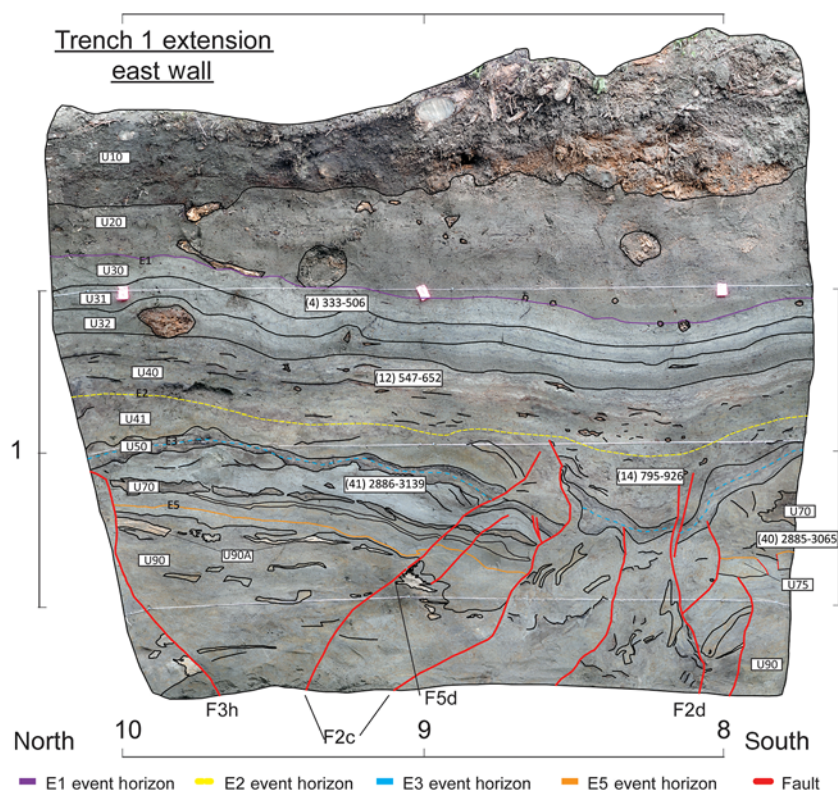 Trench 1 extension
east wall
U10
U20
E1
U30
U31
(4) 333-506
U32
U40
(12) 547-652
E2
U41
E3
U50
(14) 795-926
(41) 2886-3139
U70
U70
E5
(40) 2885-3065
U90
U90A
U75
U90
1
F3h
F2c
F5d
F2d
North
10
9
8
South
E1 event horizon
E2 event horizon
E3 event horizon
E5 event horizon
Fault